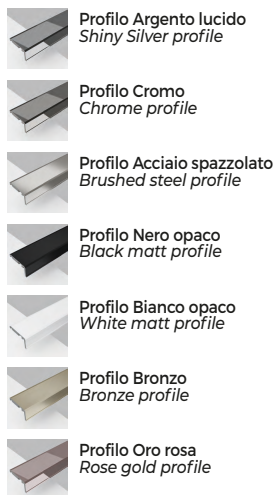 Profilo Argento lucido
Shiny Silver profile
Profilo Cromo
Chrome profile
Profilo Acciaio spazzolato
Brushed steel profile
Profilo Nero opaco
Black matt profile
Profilo Bianco opaco
White matt profile
Profilo Bronzo
Bronze profile
Profilo Oro rosa
Rose gold profile